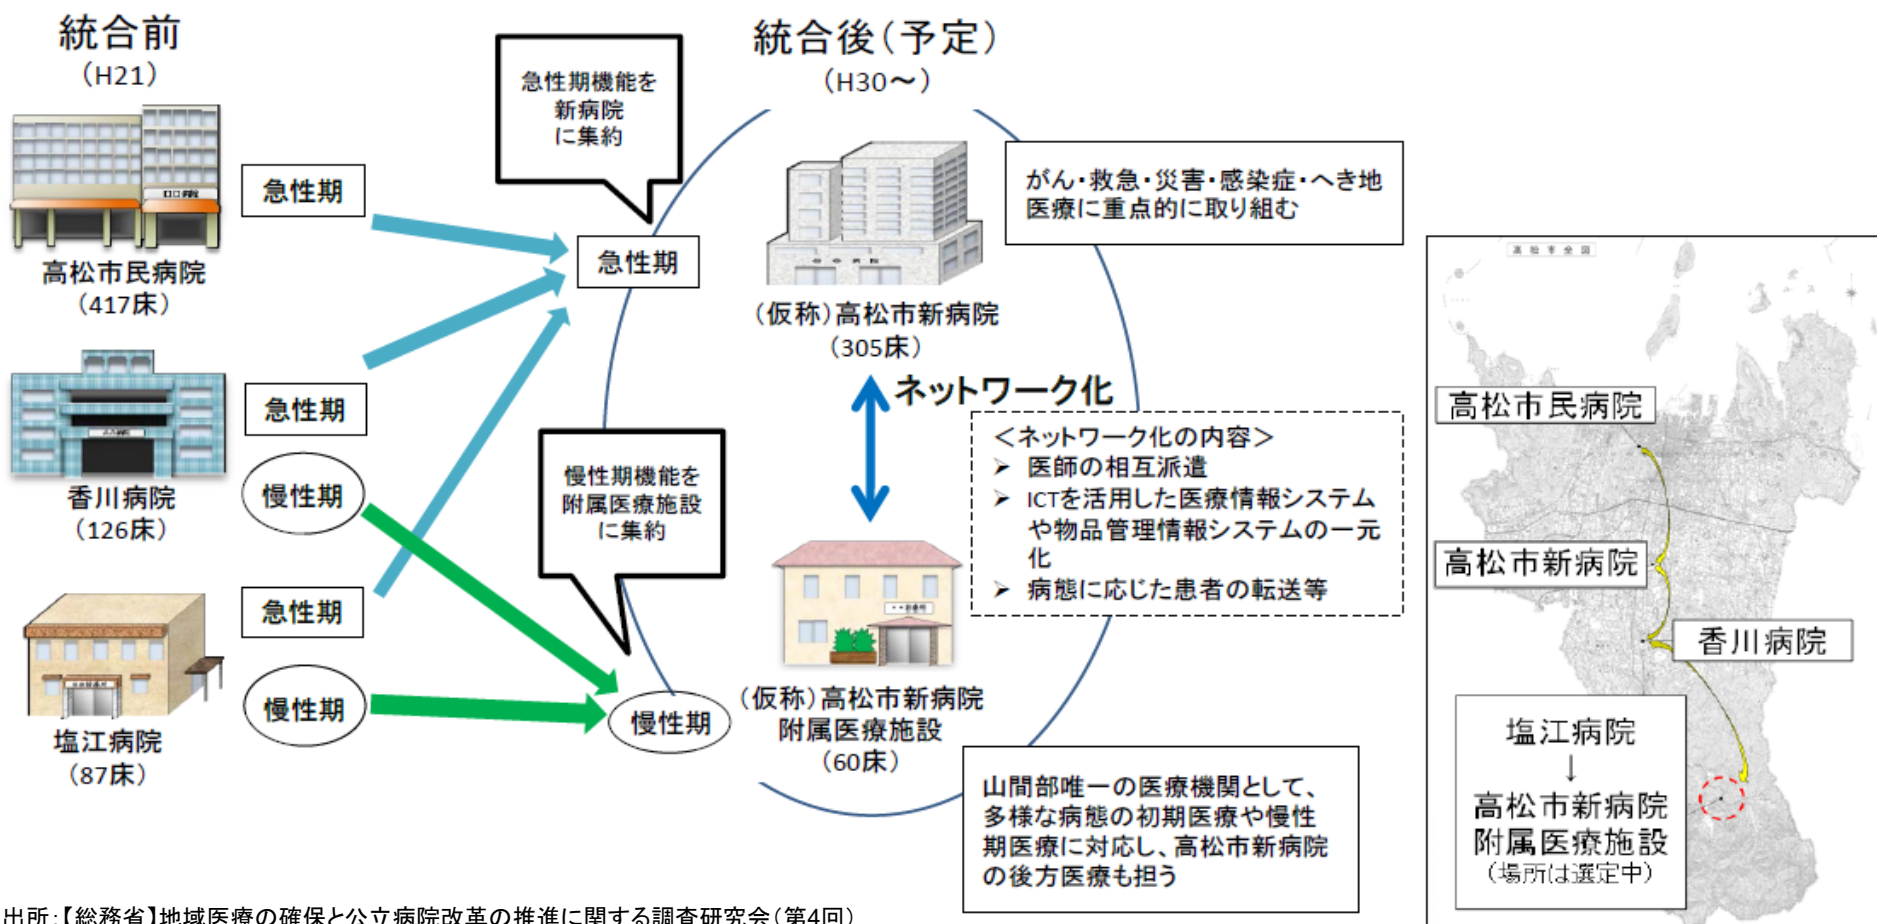 統合前
（H21）
高松市民病院
（417床）
香川病院
（126床）
塩江病院
（87床）
急性期
急性期
慢性期
急性期
慢性期
急性期機能を
新病院
に集約
急性期
慢性期機能を
附属医療施設
に集約
慢性期
統合後（予定）
（H30～）
（仮称）高松市新病院
（305床）
ネットワーク化
（仮称）高松市新病院
附属医療施設
（60床）
がん・救急・災害・感染症・へき地
医療に重点的に取り組む
＜ネットワーク化の内容＞
➢ 医師の相互派遣
➢ ICTを活用した医療情報システム
や物品管理情報システムの一元
化
➢ 病態に応じた患者の転送等
山間部唯一の医療機関として、
多様な病態の初期医療や慢性
期医療に対応し、高松市新病院
の後方医療も担う
高松市全図
高松市民病院
高松市新病院
香川病院
塩江病院
↓
高松市新病院
附属医療施設
（場所は選定中）
出所：【総務省】地域医療の確保と公立病院改革の推進に関する調査研究会（第4回）